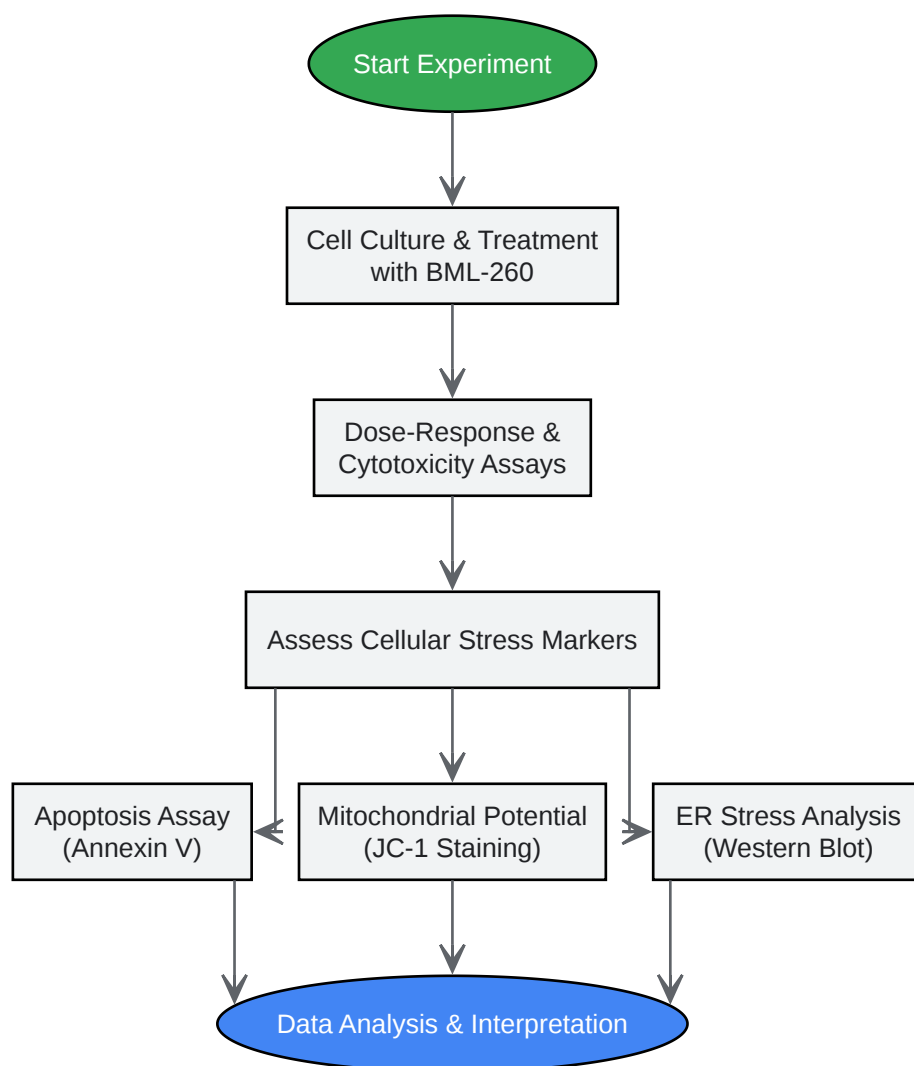 Start Experiment
Cell Culture & Treatment
with BML-260
Dose-Response &
Cytotoxicity Assays
Assess Cellular Stress Markers
Apoptosis Assay
(Annexin V)
Mitochondrial Potential
(JC-1 Staining)
ER Stress Analysis
(Western Blot)
Data Analysis & Interpretation